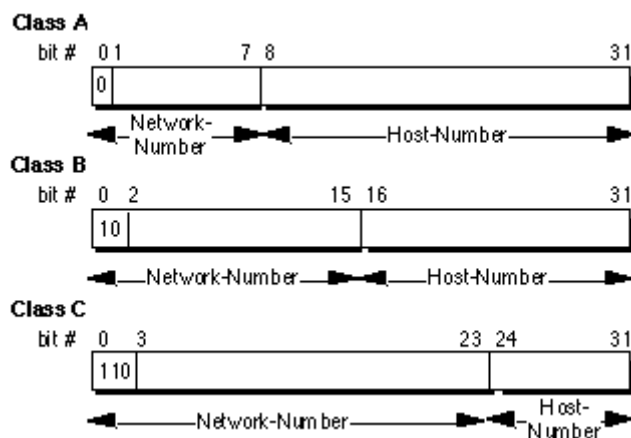 Class A
bit # 0 1 7 8 31
0
Network-
Number
Host-Number
Class B
bit # 0 2 15 16 31
10
Network-Number Host-Number
Class C
bit # 0 3 23 24 31
110
Network-Number
Host-
Number